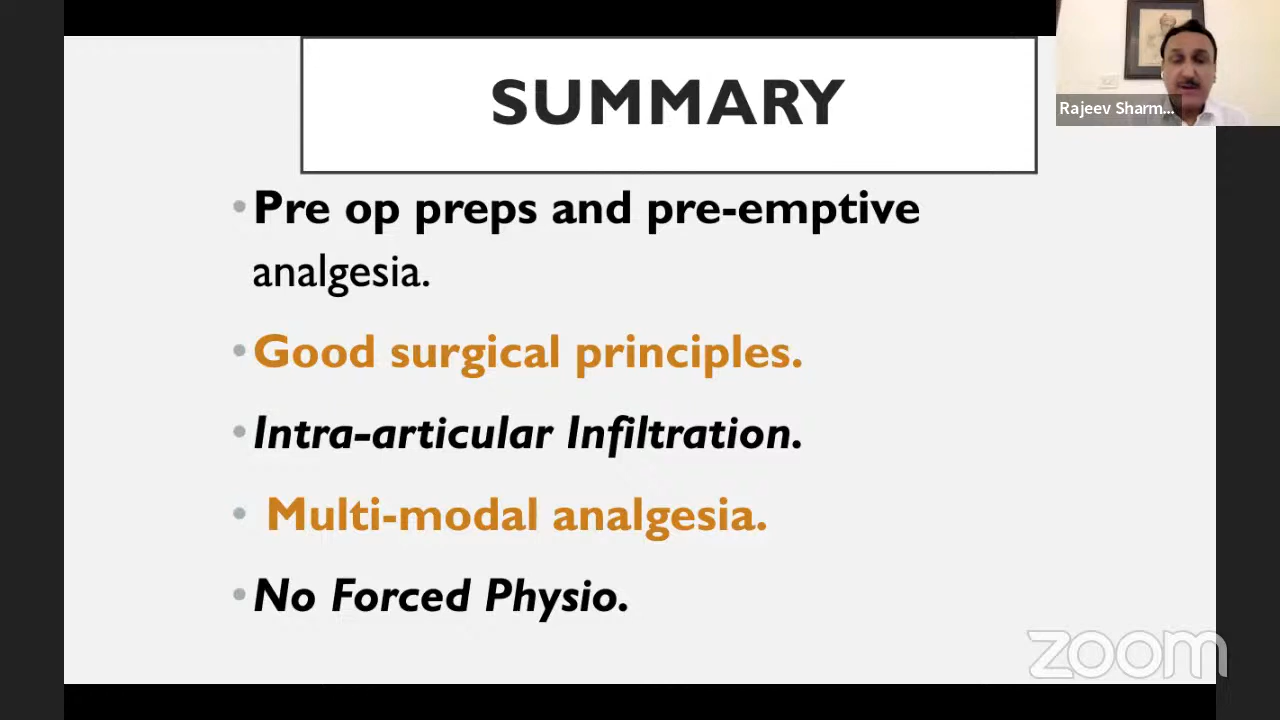 SUMMARY
Rajeev Sharm...
• Pre op preps and pre-emptive
analgesia.
• Good surgical principles.
• Intra-articular Infiltration.
• Multi-modal analgesia.
• No Forced Physio.
zoom